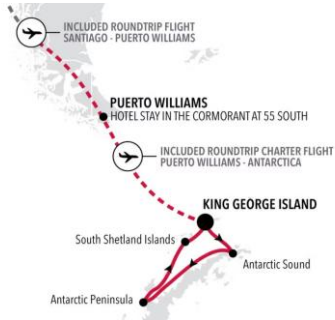 INCLUDED ROUNDTRIP FLIGHT
SANTIAGO - PUERTO WILLIAMS
PUERTO WILLIAMS
HOTEL STAY IN THE CORMORANT AT 55 SOUTH
INCLUDED ROUNDTRIP CHARTER FLIGHT
PUERTO WILLIAMS - ANTARCTICA
KING GEORGE ISLAND
South Shetland Islands
Antarctic Sound
Antarctic Peninsula